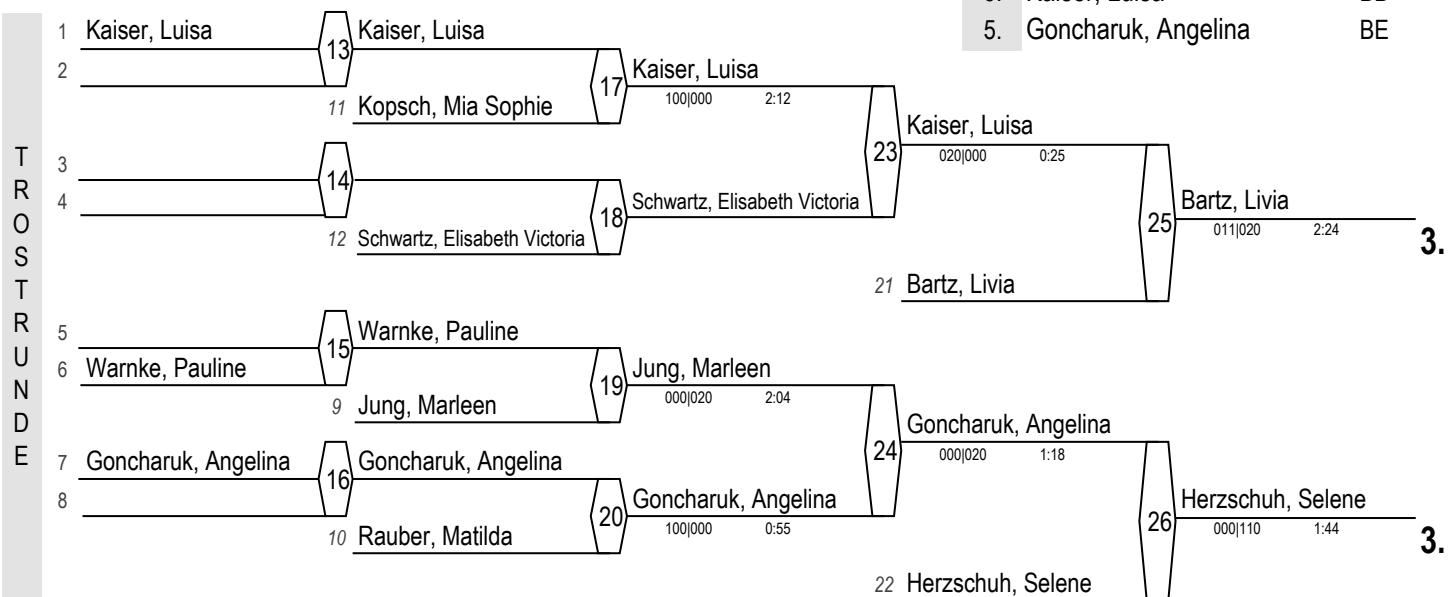 5. Goncharuk, Angelina BE
TROSTRUNDE
1 Kaiser, Luisa
2
13
Kaiser, Luisa
11 Kopsch, Mia Sophie
17
Kaiser, Luisa
100|000 2:12
3
4
14
12 Schwartz, Elisabeth Victoria
18
Schwartz, Elisabeth Victoria
23
Kaiser, Luisa
020|000 0:25
21 Bartz, Livia
25
Bartz, Livia
011|020 2:24
3.
5
6 Warnke, Pauline
15
Warnke, Pauline
9 Jung, Marleen
19
Jung, Marleen
000|020 2:04
7 Goncharuk, Angelina
8
16
Goncharuk, Angelina
10 Rauber, Matilda
20
Goncharuk, Angelina
100|000 0:55
24
Goncharuk, Angelina
000|020 1:18
22 Herzschuh, Selene
26
Herzschuh, Selene
000|110 1:44
3.